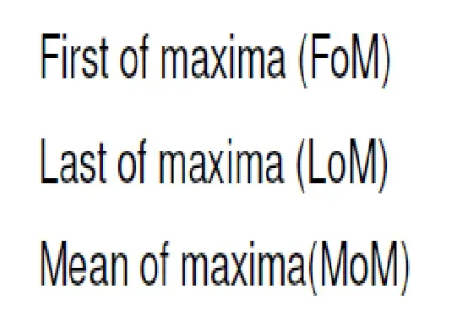 First of maxima (FoM)
Last of maxima (LoM)
Mean of maxima(MoM)